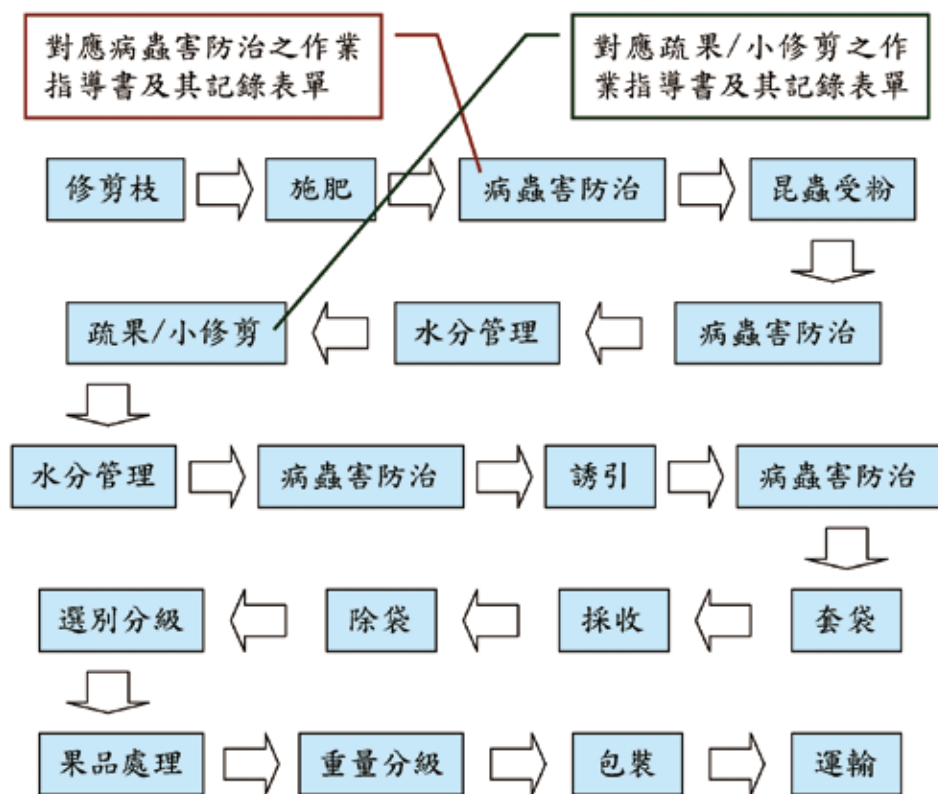 對應病蟲害防治之作業
指導書及其記錄表單
對應疏果/小修剪之作
業指導書及其記錄表單
修剪枝
施肥
病蟲害防治
昆蟲受粉
病蟲害防治
水分管理
疏果/小修剪
水分管理
病蟲害防治
誘引
病蟲害防治
套袋
採收
除袋
選別分級
果品處理
重量分級
包裝
運輸